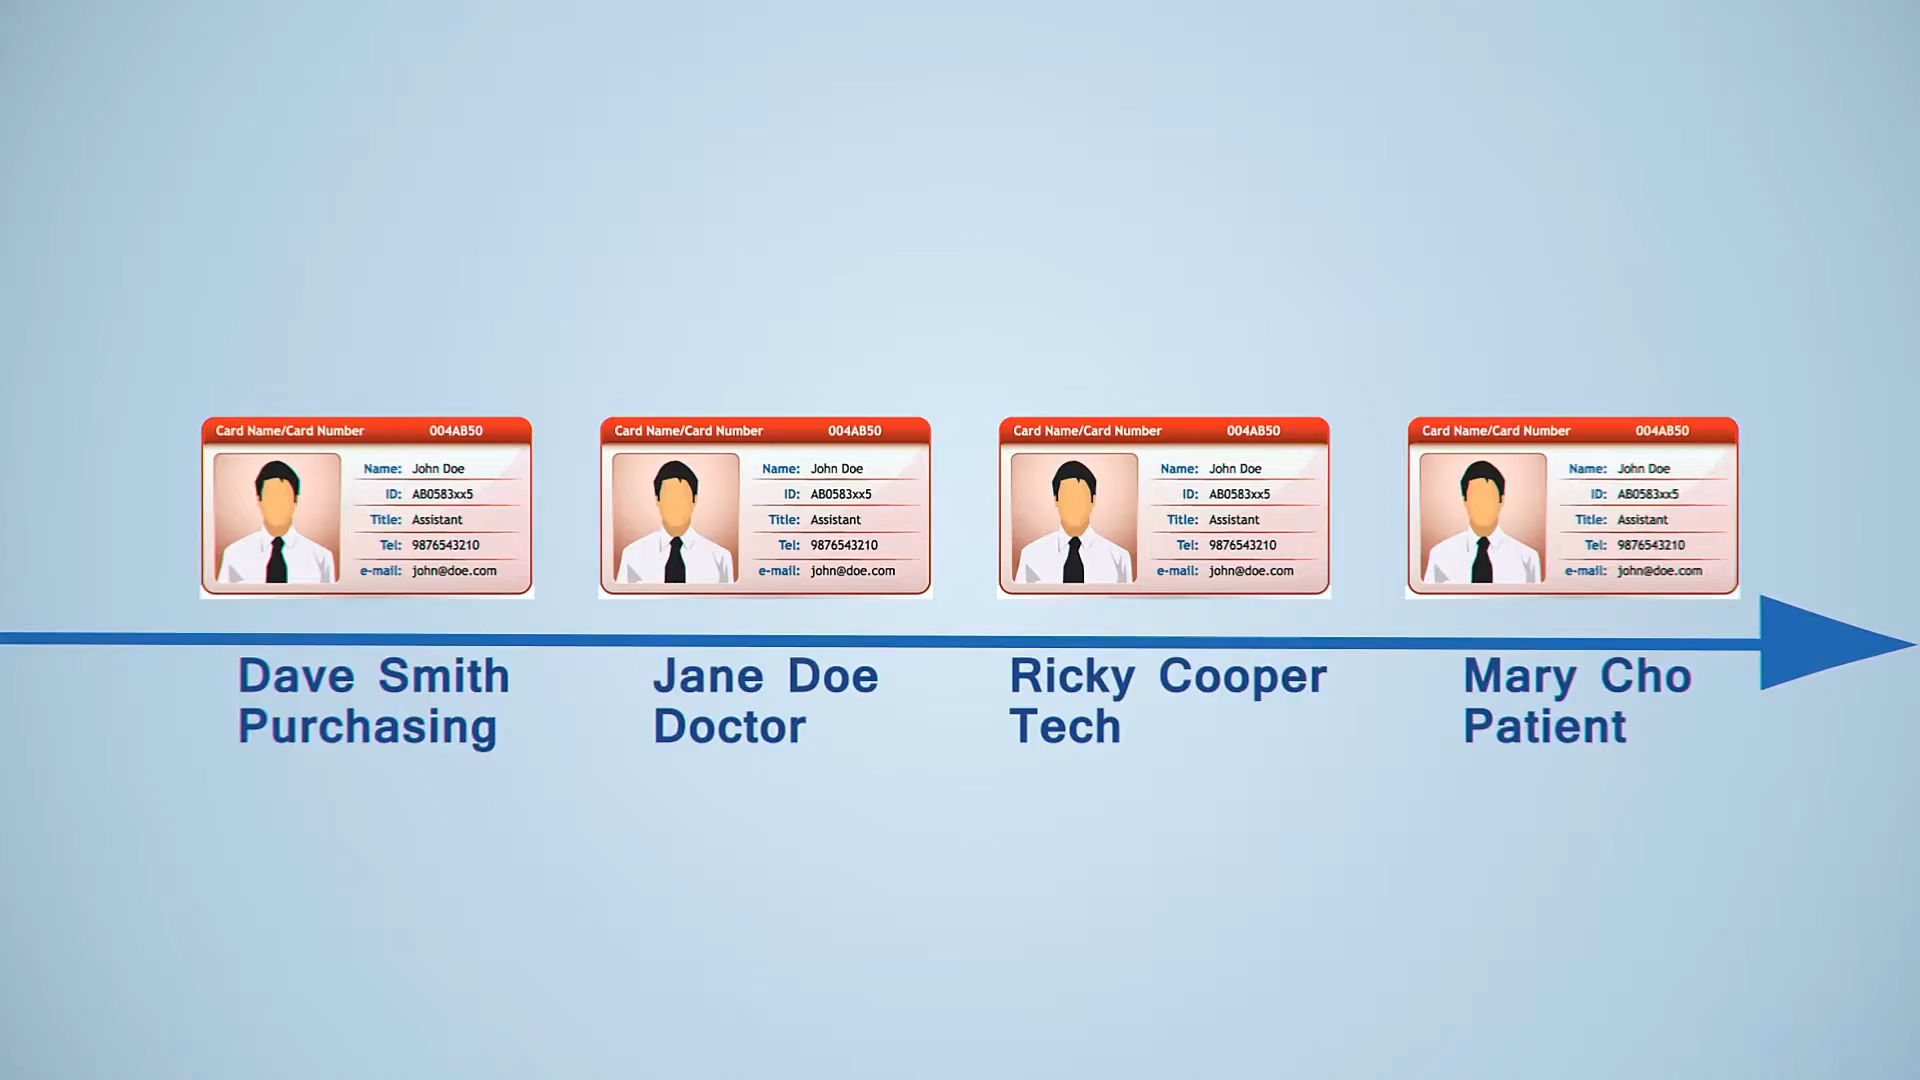 Card Name/Card Number 004AB50
Name: John Doe
ID: AB0583xx5
Title: Assistant
Tel: 9876543210
e-mail: john@doe.com
Card Name/Card Number 004AB50
Name: John Doe
ID: AB0583xx5
Title: Assistant
Tel: 9876543210
e-mail: john@doe.com
Card Name/Card Number 004AB50
Name: John Doe
ID: AB0583xx5
Title: Assistant
Tel: 9876543210
e-mail: john@doe.com
Card Name/Card Number 004AB50
Name: John Doe
ID: AB0583xx5
Title: Assistant
Tel: 9876543210
e-mail: john@doe.com
Dave Smith
Purchasing
Jane Doe
Doctor
Ricky Cooper
Tech
Mary Cho
Patient